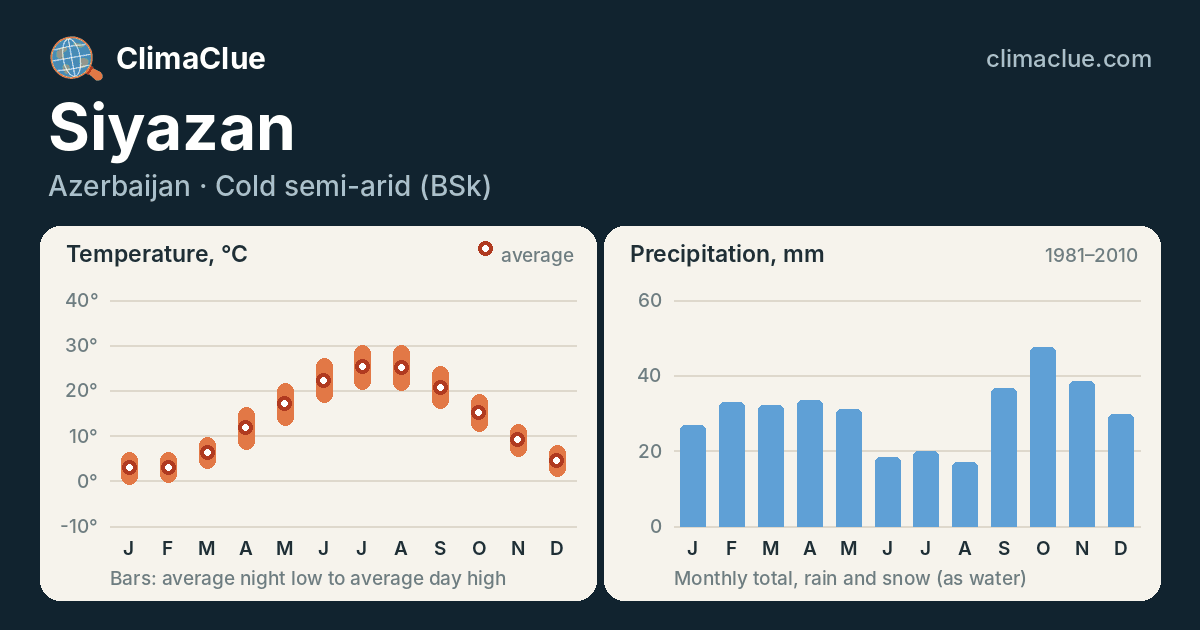 ClimaClue
climaclue.com
Siyazan
Azerbaijan · Cold semi-arid (BSk)
Temperature, °C
average
40°
30°
20°
10°
0°
-10°
J F M A M J J A S O N D
Bars: average night low to average day high
Precipitation, mm
1981–2010
60
40
20
0
J F M A M J J A S O N D
Monthly total, rain and snow (as water)